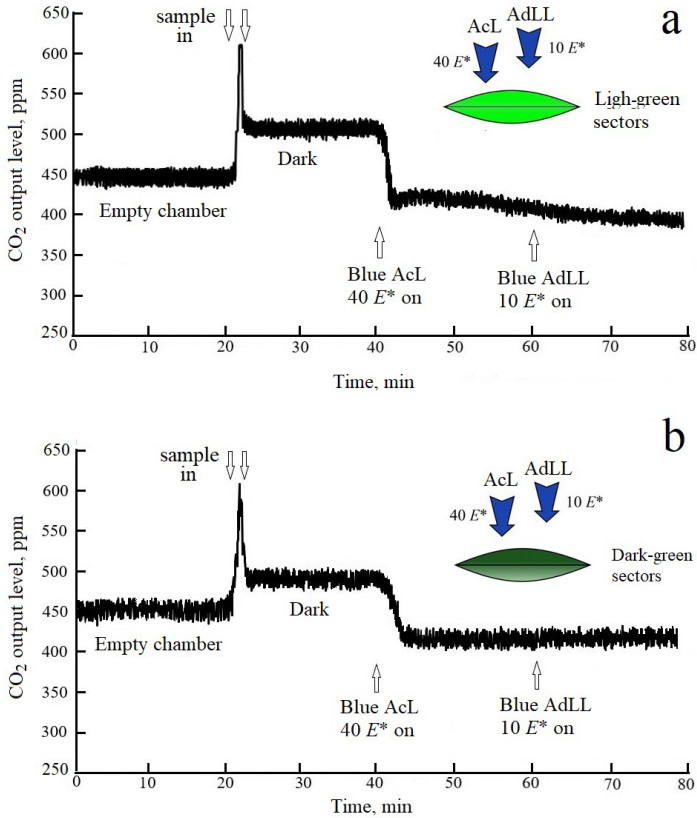 a
650
600
550
500
450
400
350
300
250
CO2 output level, ppm
sample
in
AcL
AdLL
40 E*
10 E*
Ligh-green
sectors
Dark
Empty chamber
Blue AcL
40 E* on
Blue AdLL
10 E* on
0 10 20 30 40 50 60 70 80
Time, min
b
650
600
550
500
450
400
350
300
250
CO2 output level, ppm
sample
in
AcL
AdLL
40 E*
10 E*
Dark-green
sectors
Dark
Empty chamber
Blue AcL
40 E* on
Blue AdLL
10 E* on
0 10 20 30 40 50 60 70 80
Time, min